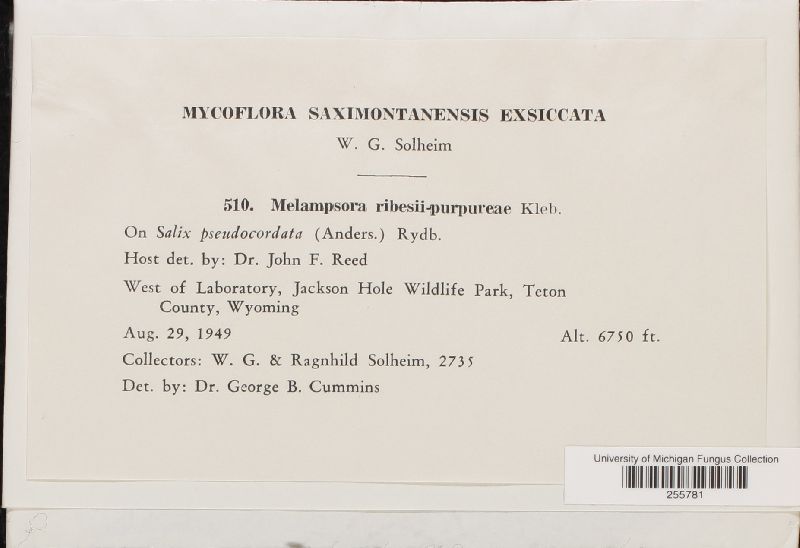 MYCOFLORA SAXIMONTANENSIS EXSICCATA
W. G. Solheim
510. Melampsora ribesii-purpureae Kleb.
On Salix pseudocordata (Anders.) Rydb.
Host det. by: Dr. John F. Reed
West of Laboratory, Jackson Hole Wildlife Park, Teton
County, Wyoming
Aug. 29, 1949 Alt. 6750 ft.
Collectors: W. G. & Ragnhild Solheim, 2735
Det. by: Dr. George B. Cummins
University of Michigan Fungus Collection
255781